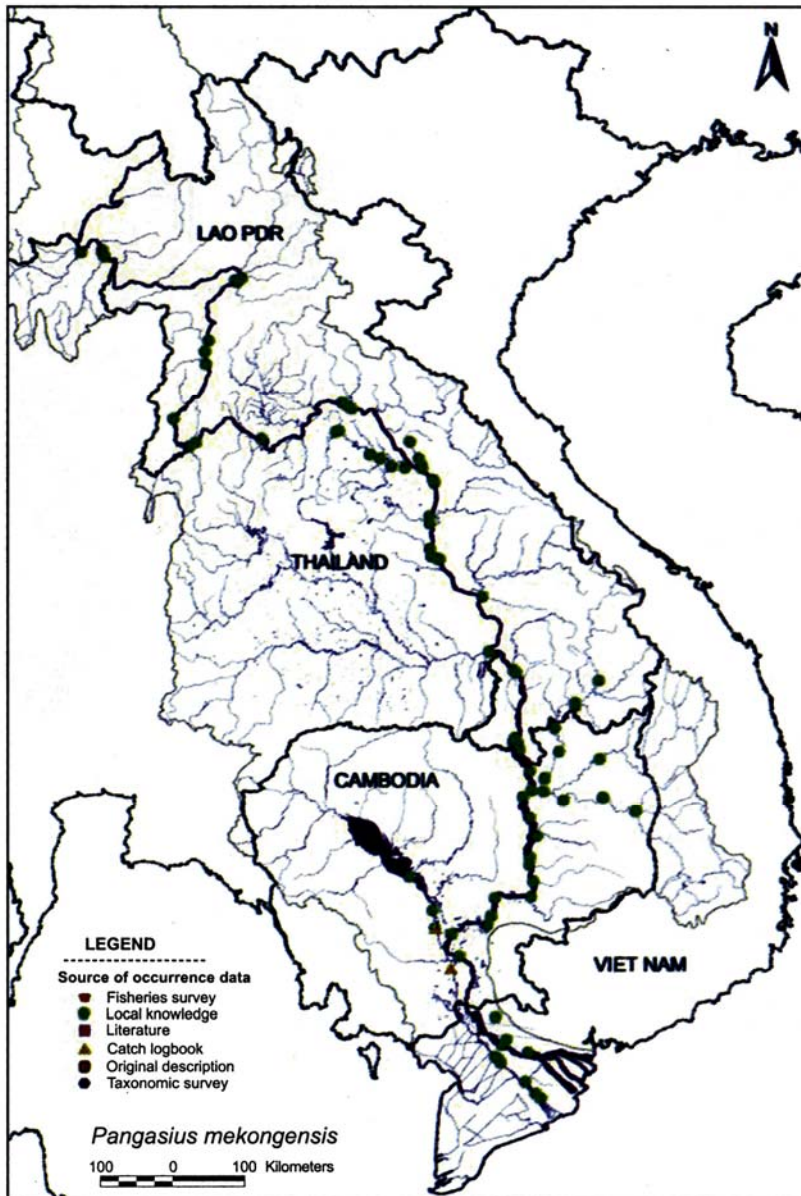 N
LAO PDR
THAILAND
CAMBODIA
VIET NAM
LEGEND
Source of occurrence data
Fisheries survey
Local knowledge
Literature
Catch logbook
Original description
Taxonomic survey
Pangasius mekongensis
100 0 100 Kilometers